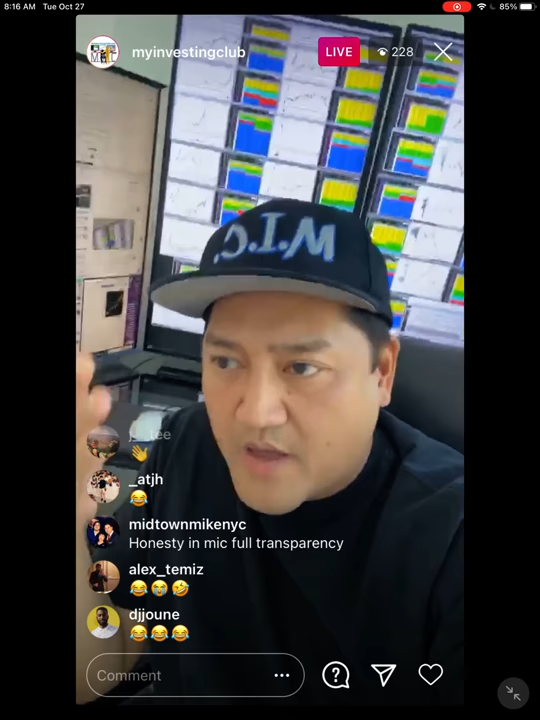 8:16 AM Tue Oct 27
85%
myinvestingclub
LIVE
228
M.I.C.
_atjh
😂
midtownmikenyc
Honesty in mic full transparency
alex_temiz
😂😭🤣
djjoune
😂😂😂
Comment